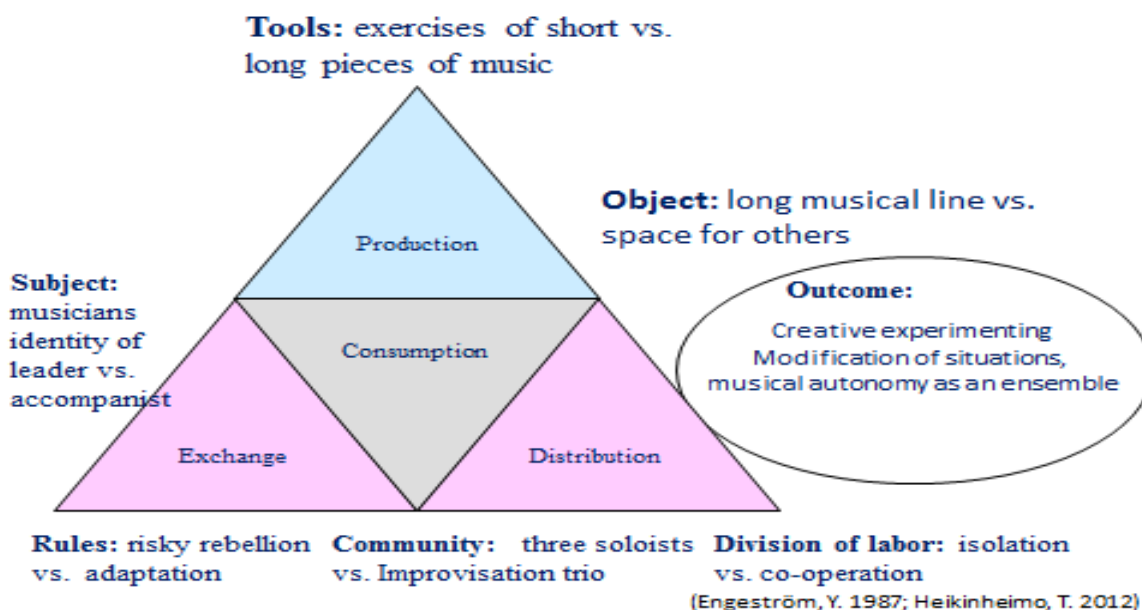 Tools: exercises of short vs.
long pieces of music
Production
Object: long musical line vs.
space for others
Subject:
musicians
identity of
leader vs.
accompanist
Consumption
Outcome:
Creative experimenting
Modification of situations,
musical autonomy as an ensemble
Exchange
Distribution
Rules: risky rebellion
vs. adaptation
Community: three soloists
vs. Improvisation trio
Division of labor: isolation
vs. co-operation
(Engeström, Y. 1987; Heikinheimo, T. 2012)